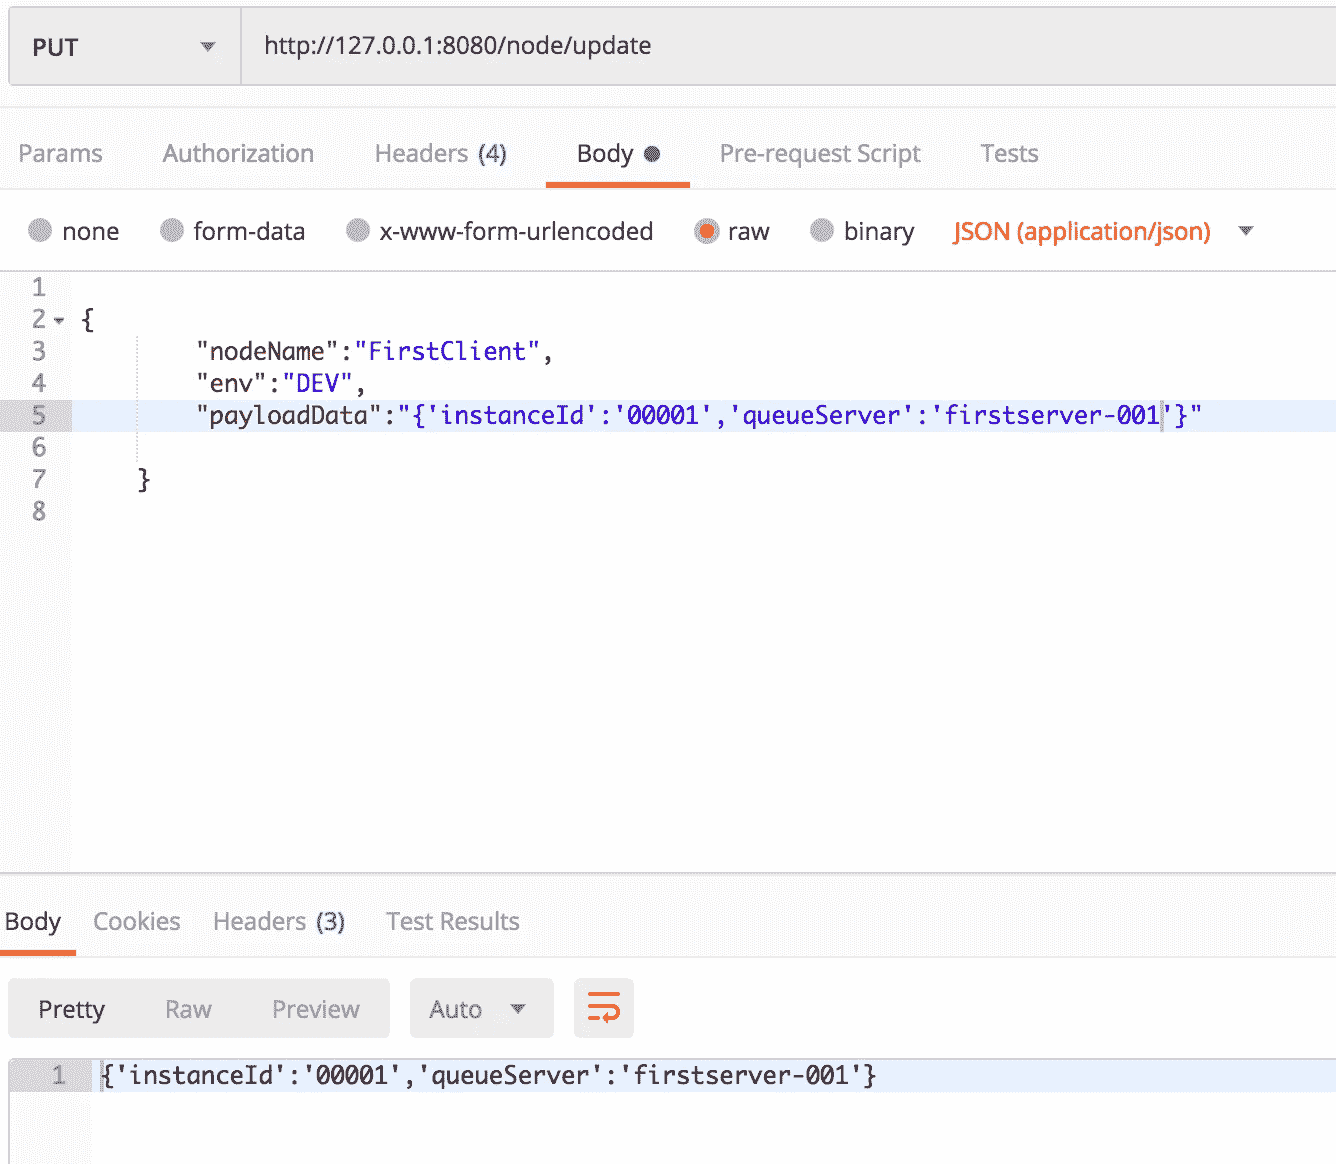 PUT http://127.0.0.1:8080/node/update
Params Authorization Headers (4) Body Pre-request Script Tests
none form-data x-www-form-urlencoded raw binary JSON (application/json)
1
2 {
3 "nodeName":"FirstClient",
4 "env":"DEV",
5 "payloadData":"{'instanceId':'00001','queueServer':'firstserver-001'}"
6
7 }
8
Body Cookies Headers (3) Test Results
Pretty Raw Preview Auto
1 {'instanceId':'00001','queueServer':'firstserver-001'}